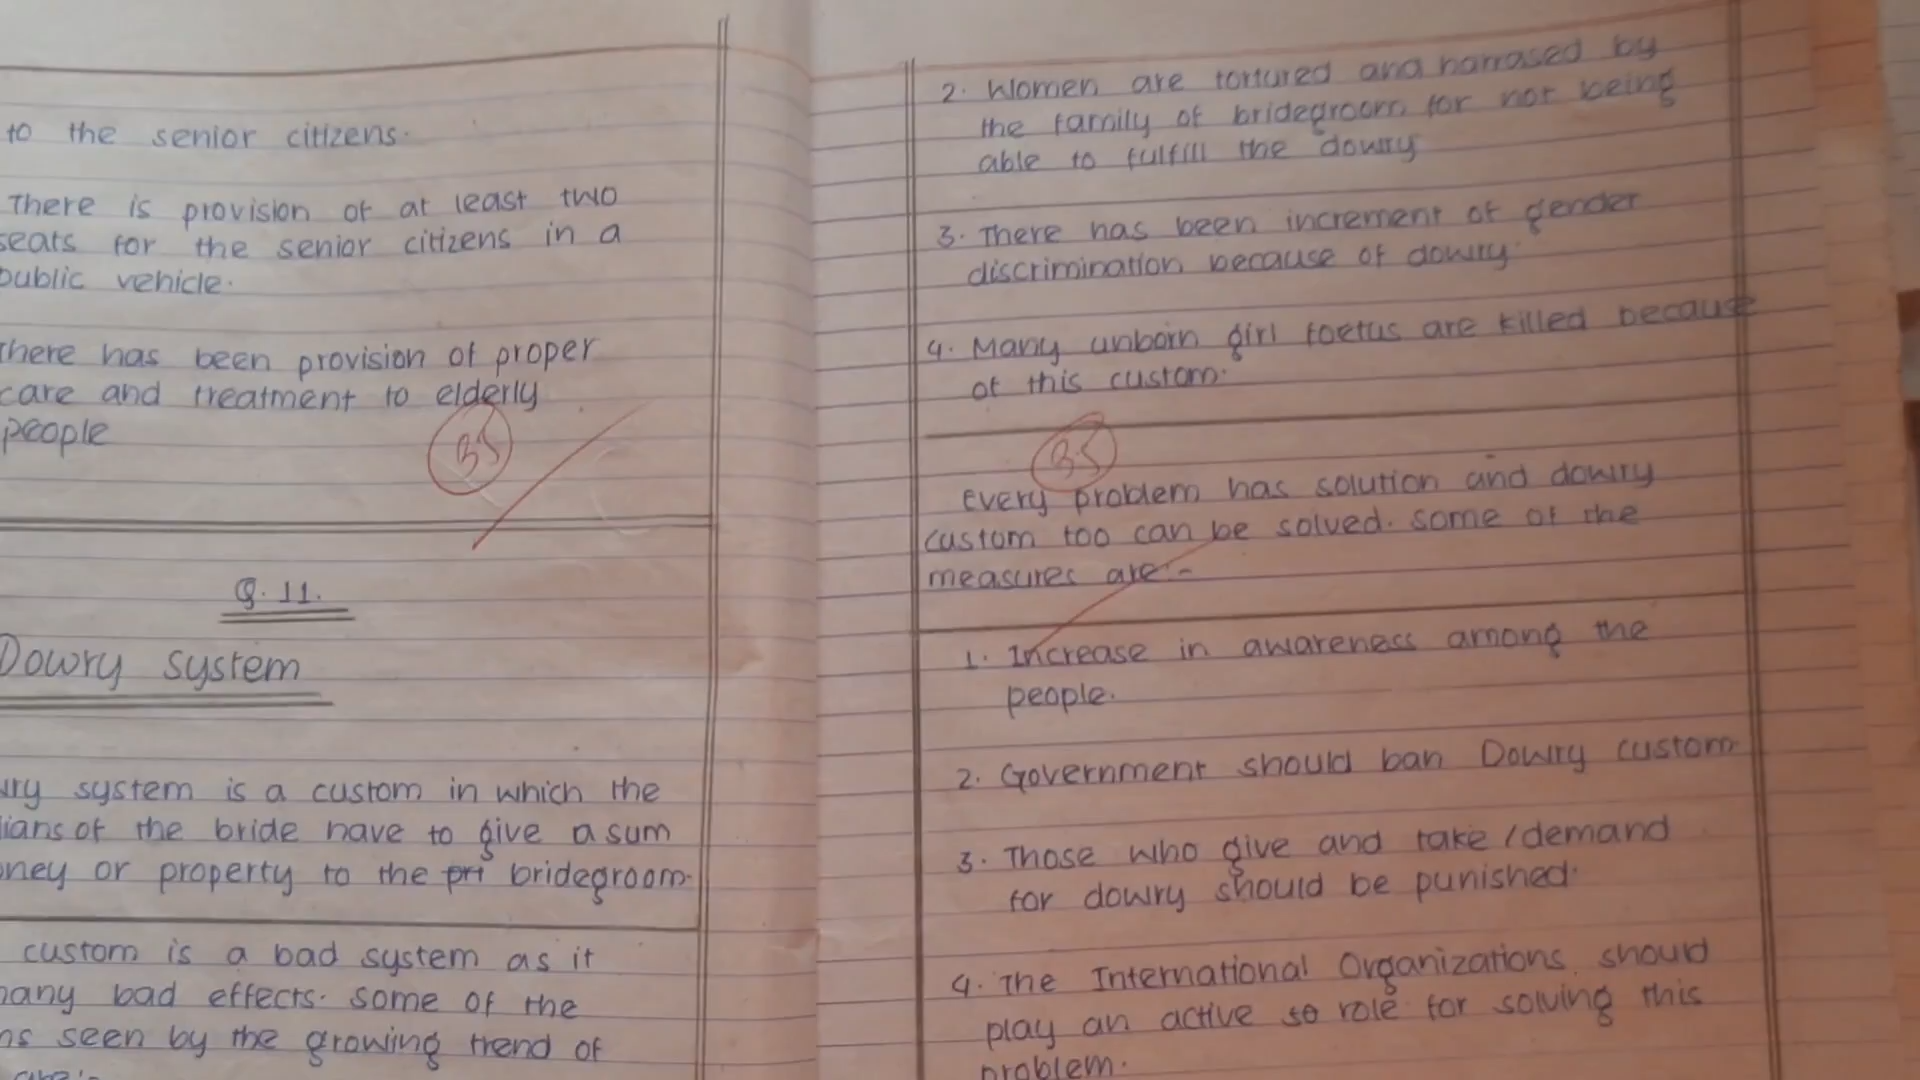 to the senior citizens.
There is provision of at least two
seats for the senior citizens in a
public vehicle.
There has been provision of proper
care and treatment to elderly
people
35
Q. 11.
Dowry system
system is a custom in which the
of the bride have to give a sum
or property to the pri bridegroom.
custom is a bad system as it
bad effects. some of the
seen by the growing trend of
are:-
2. Women are tortured and harrased by
the family of bridegroom for not being
able to fulfill the dowry
3. There has been increment of gender
discrimination because of dowry.
4. Many unborn girl foetus are killed because
of this custom.
35
Every problem has solution and dowry
custom too can be solved. some of the
measures are:-
1. Increase in awareness among the
people.
2. Government should ban Dowry custom
3. Those who give and take/demand
for dowry should be punished.
4. The International Organizations should
play an active so role for solving this
problem.